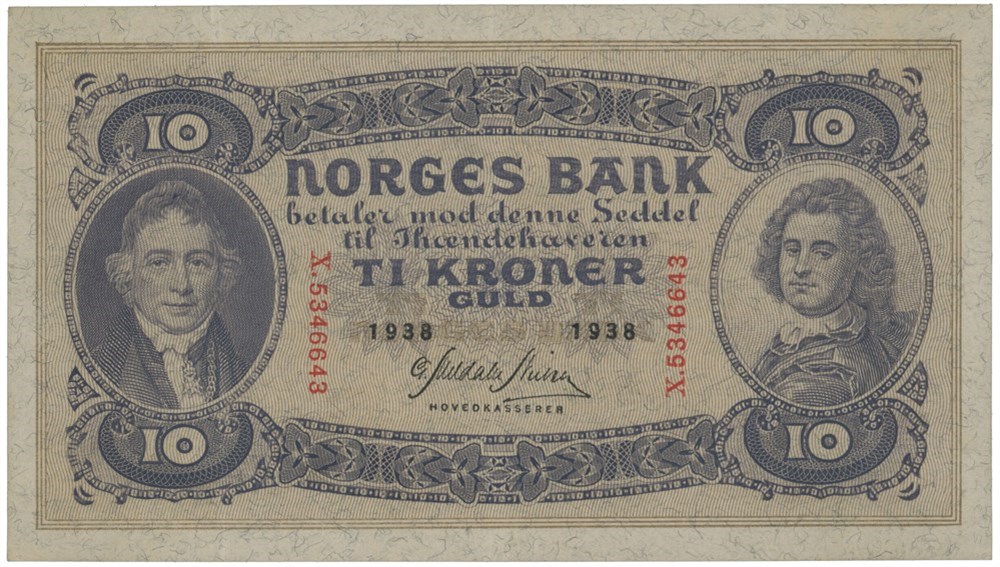 10 10
NORGES BANK
betaler mod denne Seddel
til Ihændehaveren
TI KRONER
GULD
X.5346643
X.5346643
1938 1938
HOVEDKASSERER
10 10